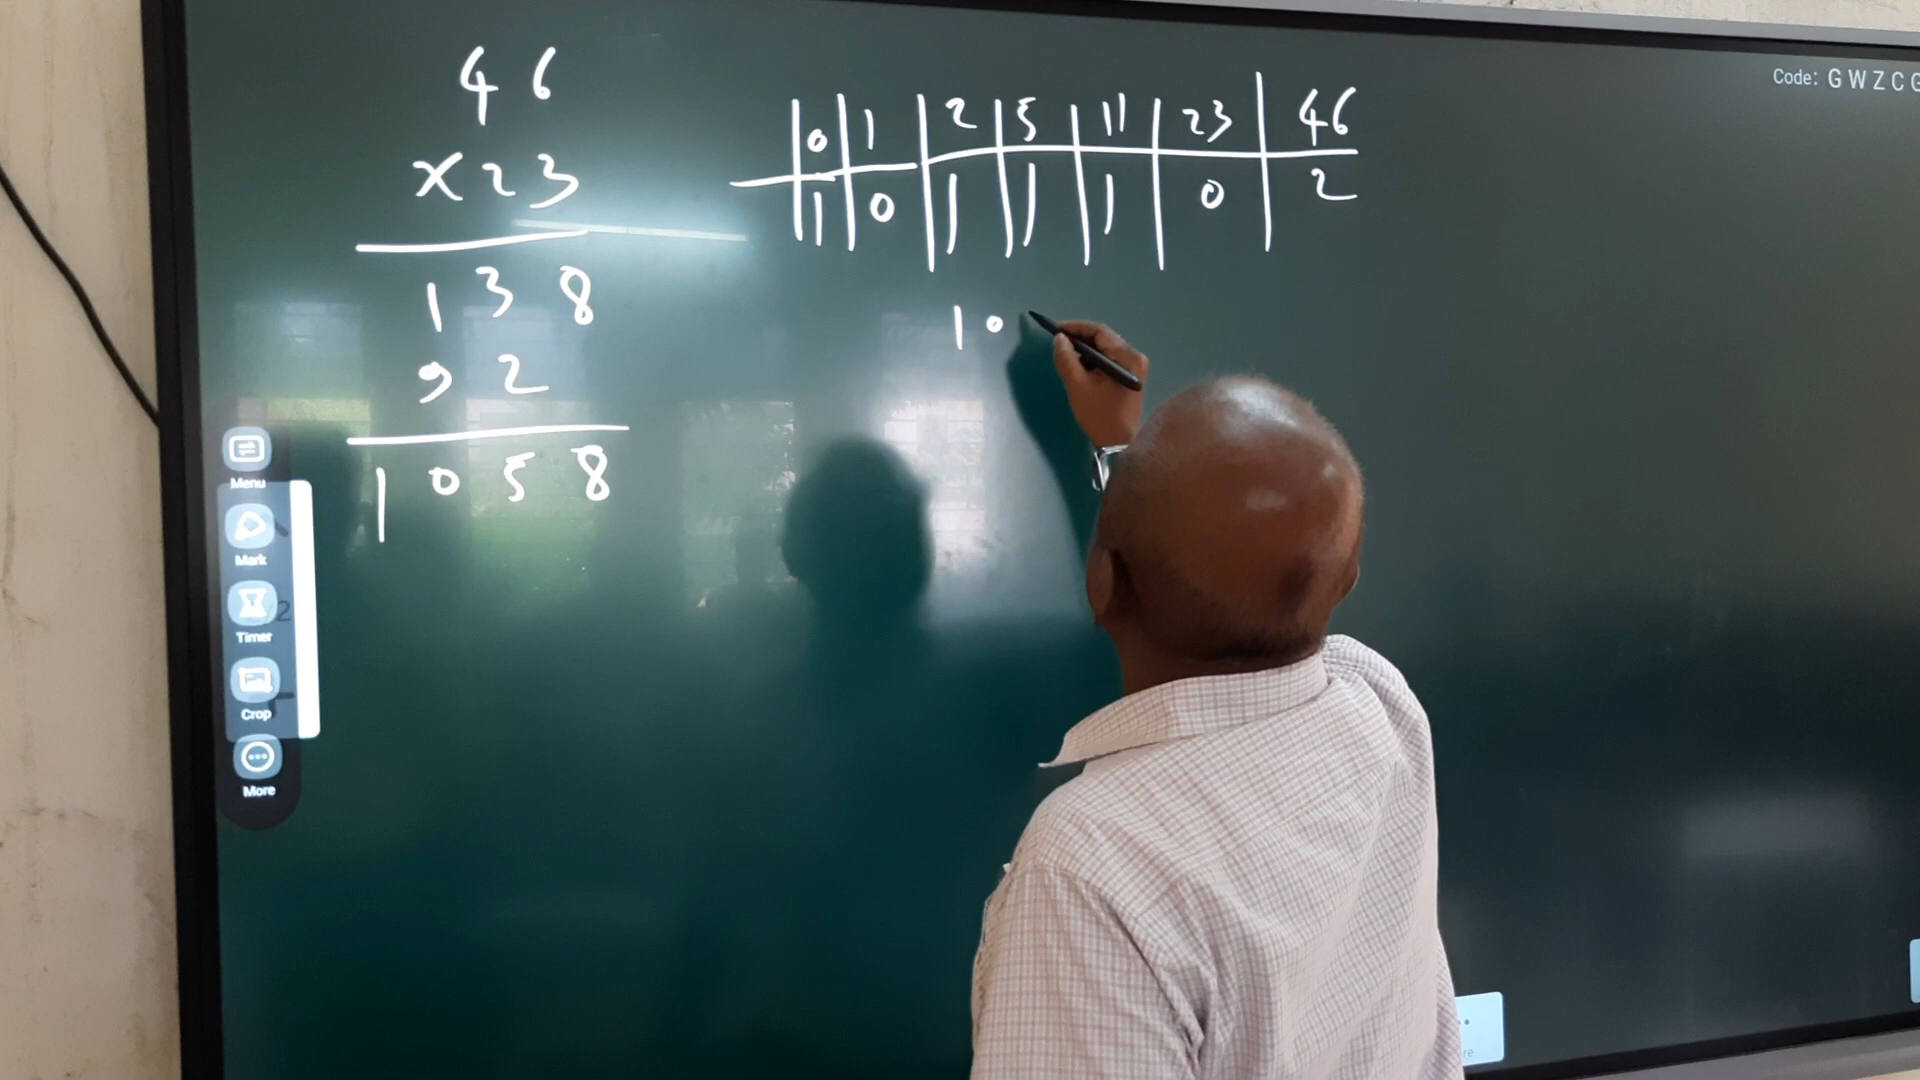 46
x23
138
92
1058
0 1 2 5 11 23 46
1 0 1 1 1 0 2
10
Code: GWZCG
Menu
Mark
Timer
Crop
More